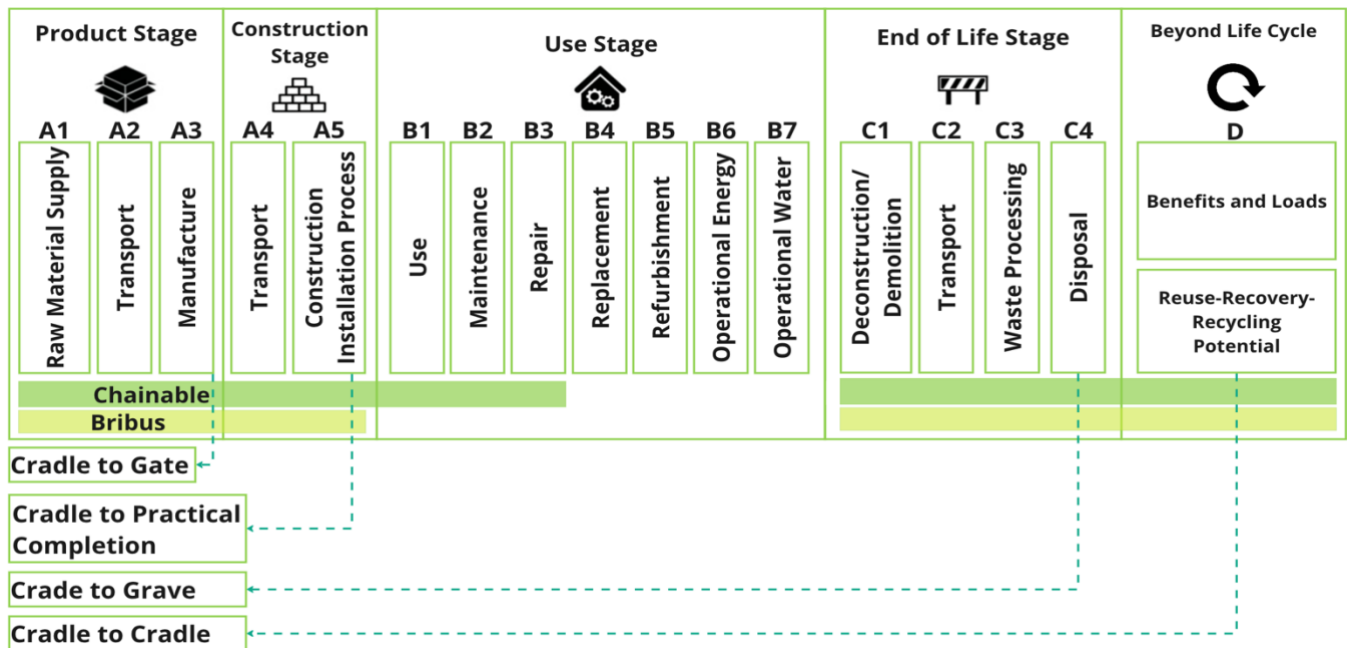 Product Stage
Construction
Stage
Use Stage
End of Life Stage
Beyond Life Cycle
A1
A2
A3
A4
A5
B1
B2
B3
B4
B5
B6
B7
C1
C2
C3
C4
D
Raw Material Supply
Transport
Manufacture
Transport
Construction
Installation Process
Use
Maintenance
Repair
Replacement
Refurbishment
Operational Energy
Operational Water
Deconstruction/
Demolition
Transport
Waste Processing
Disposal
Benefits and Loads
Reuse-Recovery-
Recycling
Potential
Chainable
Bribus
Cradle to Gate
Cradle to Practical
Completion
Crade to Grave
Cradle to Cradle